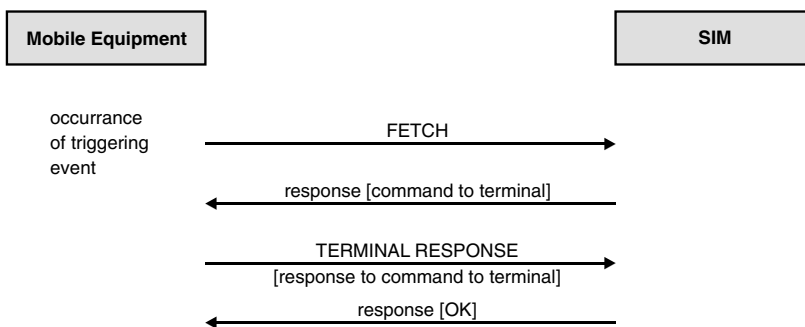 Mobile Equipment
SIM
occurrance
of triggering
event
FETCH
response [command to terminal]
TERMINAL RESPONSE
[response to command to terminal]
response [OK]